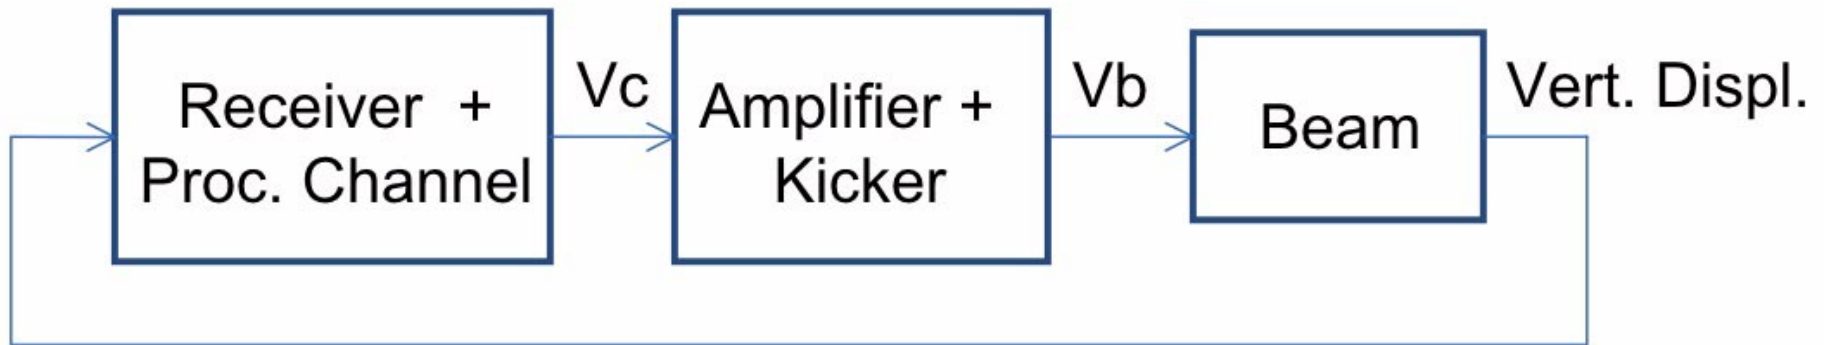 Receiver +
Proc. Channel
Vc
Amplifier +
Kicker
Vb
Beam
Vert. Displ.